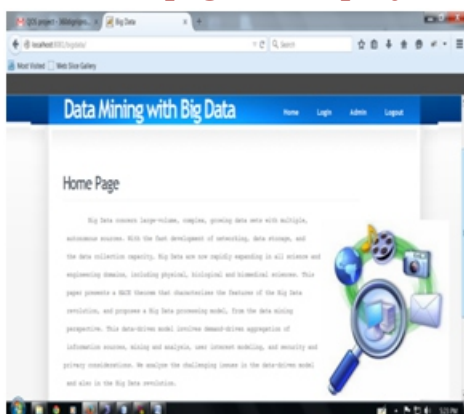 QOS project -
Big Data
localhost
Search
Most Visited Web Slice Gallery
Data Mining with Big Data
Home Login Admin Logout
Home Page
Big Data concern large-volume, complex, growing data sets with multiple,
autonomous sources. With the fast development of networking, data storage, and
the data collection capacity, Big Data are now rapidly expanding in all science and
engineering domains, including physical, biological and biomedical sciences. This
paper presents a HACE theorem that characterizes the features of the Big Data
revolution, and proposes a Big Data processing model, from the data mining
perspective. This data-driven model involves demand-driven aggregation of
information sources, mining and analysis, user interest modeling, and security and
privacy considerations. We analyze the challenging issues in the data-driven model
and also in the Big Data revolution.